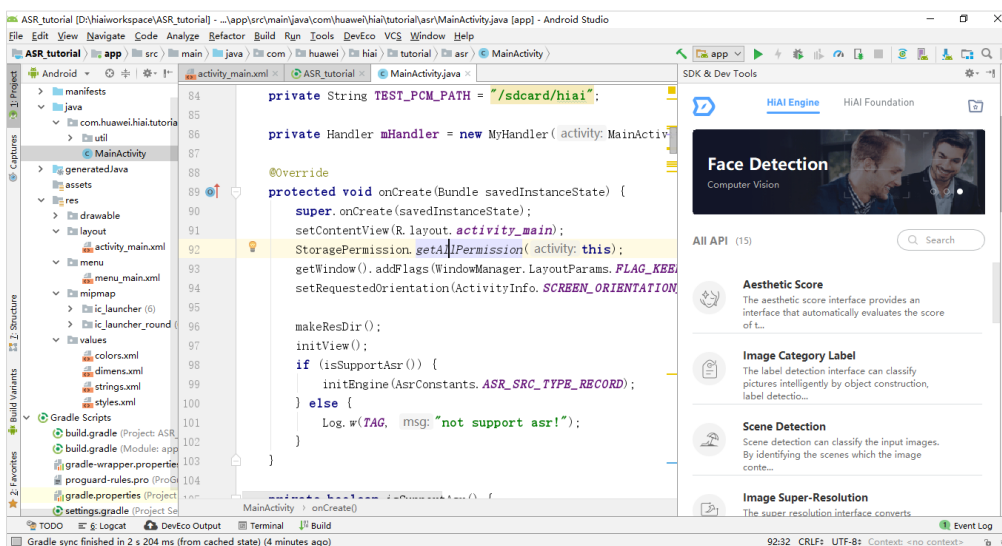 ASR_tutorial [D:\hiaiworkspace\ASR_tutorial] - ...\app\src\main\java\com\huawei\hiai\tutorial\asr\MainActivity.java [app] - Android Studio
File Edit View Navigate Code Analyze Refactor Build Run Tools DevEco VCS Window Help
ASR_tutorial app src main java com huawei hiai tutorial asr MainActivity
app
Android
activity_main.xml ASR_tutorial MainActivity.java
SDK & Dev Tools
1: Project
Captures
Z: Structure
Build Variants
2: Favorites
manifests
java
com.huawei.hiai.tutoria
util
MainActivity
generatedJava
assets
res
drawable
layout
activity_main.xml
menu
menu_main.xml
mipmap
ic_launcher (6)
ic_launcher_round (
values
colors.xml
dimens.xml
strings.xml
styles.xml
Gradle Scripts
build.gradle (Project: ASR_
build.gradle (Module: app
gradle-wrapper.propertie
proguard-rules.pro (ProG
gradle.properties (Project
settings.gradle (Project Se
84 private String TEST_PCM_PATH = "/sdcard/hiai";
85
86 private Handler mHandler = new MyHandler( activity: MainActiv
87
88 @Override
89 protected void onCreate(Bundle savedInstanceState) {
90 super.onCreate(savedInstanceState);
91 setContentView(R.layout.activity_main);
92 StoragePermission.getAllPermission( activity: this);
93 getWindow().addFlags(WindowManager.LayoutParams.FLAG_KEE
94 setRequestedOrientation(ActivityInfo.SCREEN_ORIENTATION_
95
96 makeResDir();
97 initView();
98 if (isSupportAsr()) {
99 initEngine(AsrConstants.ASR_SRC_TYPE_RECORD);
100 } else {
101 Log.w(TAG, msg: "not support asr!");
102 }
103 }
104
MainActivity › onCreate()
HiAI Engine HiAI Foundation
Face Detection
Computer Vision
All API (15)
Search
Aesthetic Score
The aesthetic score interface provides an
interface that automatically evaluates the score
of t...
Image Category Label
The label detection interface can classify
pictures intelligently by object construction,
label detectio...
Scene Detection
Scene detection can classify the input images.
By identifying the scenes which the image
conte...
Image Super-Resolution
The super resolution interface converts
TODO 6: Logcat DevEco Output Terminal Build
1 Event Log
Gradle sync finished in 2 s 204 ms (from cached state) (4 minutes ago)
92:32 CRLF UTF-8 Context: <no context>